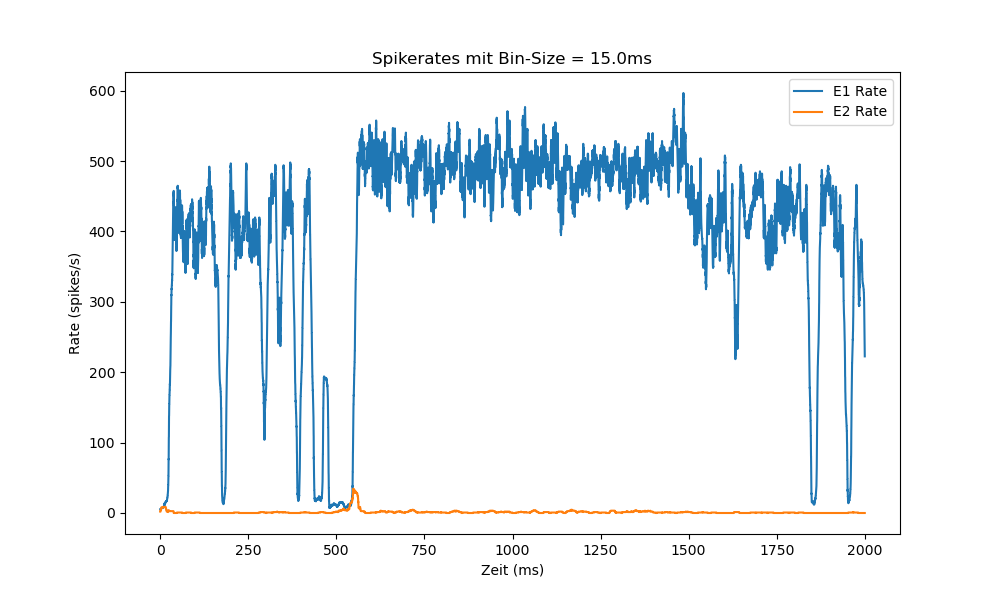 Spikerates mit Bin-Size = 15.0ms
E1 Rate
E2 Rate
600
500
400
300
200
100
0
Rate (spikes/s)
0 250 500 750 1000 1250 1500 1750 2000
Zeit (ms)